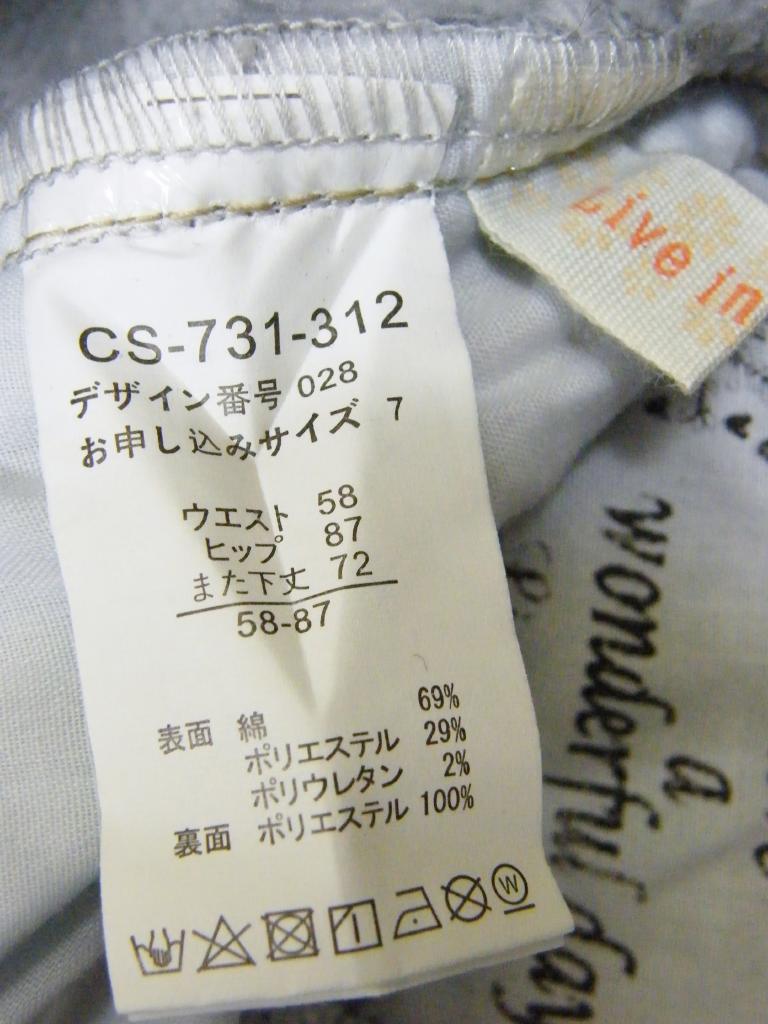 CS-731-312
デザイン番号 028
お申し込みサイズ 7
ウエスト 58
ヒップ 87
また下丈 72
58-87
表面 綿 69%
ポリエステル 29%
ポリウレタン 2%
裏面 ポリエステル 100%
W
Live in
a
wonderful day